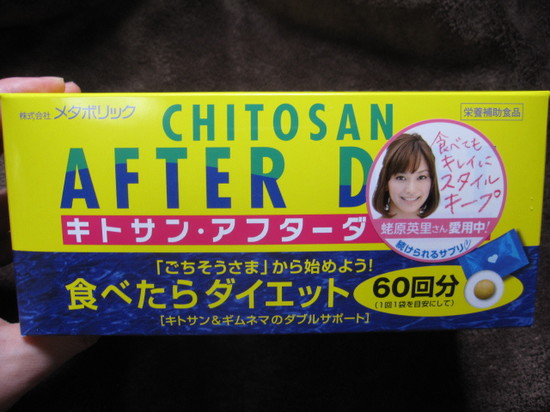 株式会社 メタボリック
栄養補助食品
CHITOSAN
AFTER D
キトサン・アフターダ
食べても
キレイに
スタイル
キープ
蛯原英里さん愛用中!
続けられるサプリ
「ごちそうさま」から始めよう!
食べたらダイエット
[キトサン&ギムネマのダブルサポート]
60回分
(1回1袋を目安にして)